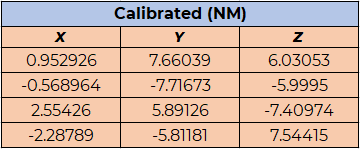 Calibrated (NM)
X Y Z
0.952926 7.66039 6.03053
-0.568964 -7.71673 -5.9995
2.55426 5.89126 -7.40974
-2.28789 -5.81181 7.54415